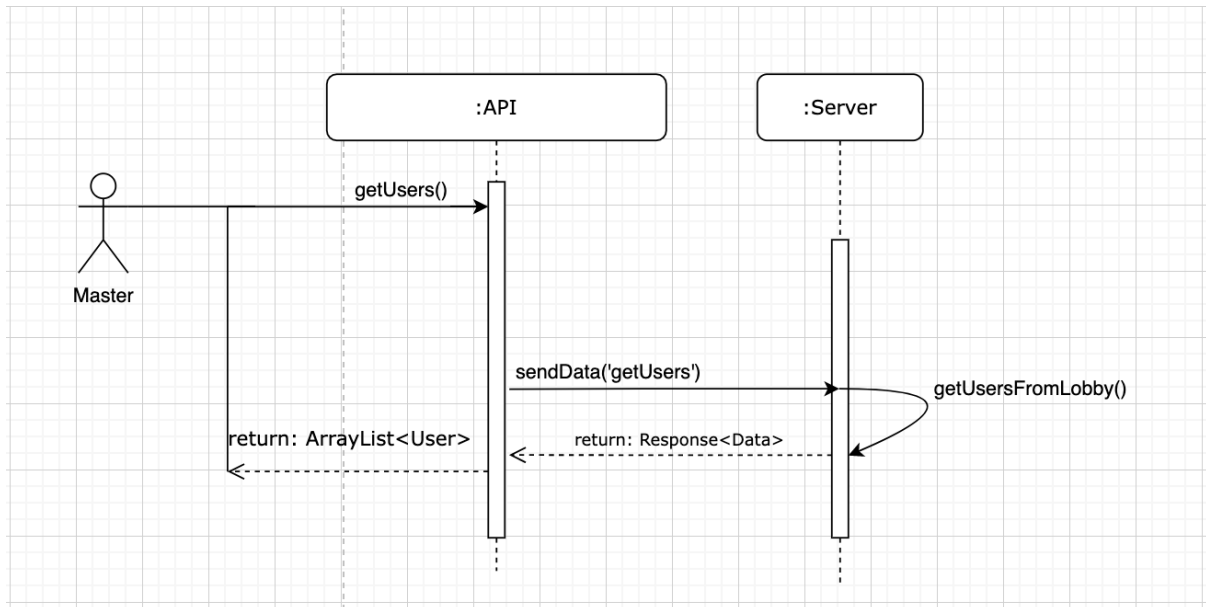 :API
:Server
getUsers()
Master
sendData('getUsers')
getUsersFromLobby()
return: ArrayList<User>
return: Response<Data>